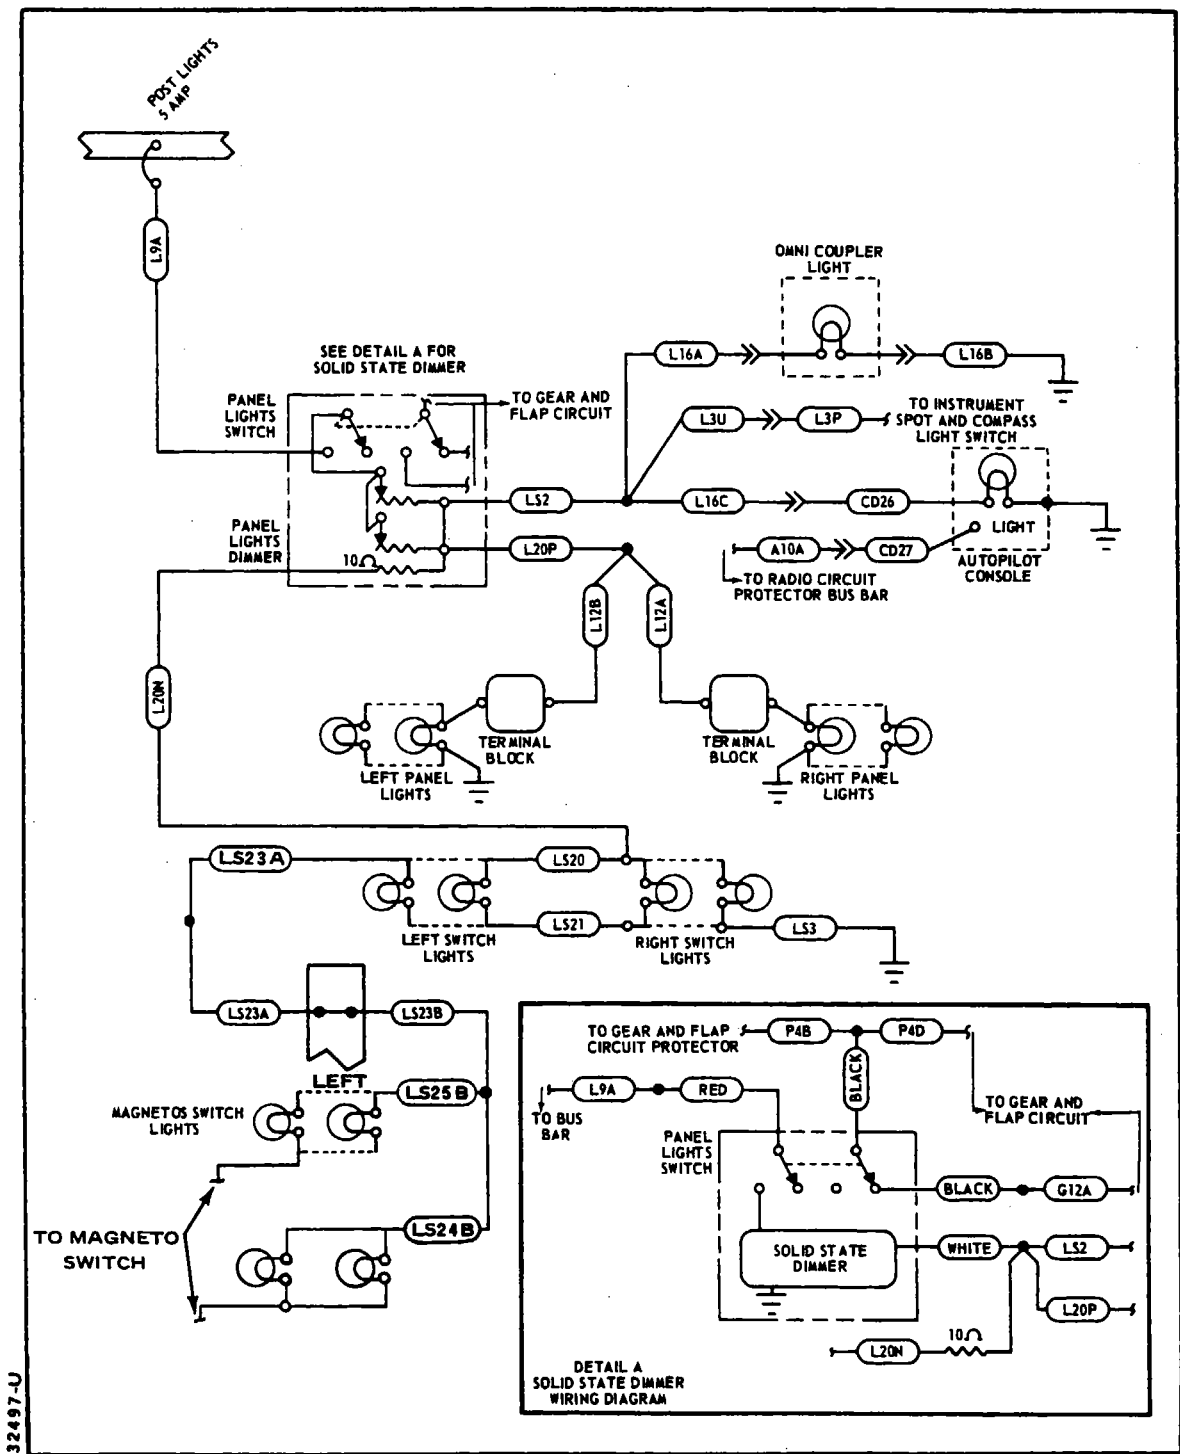 POST LIGHTS
5 AMP
L9A
OMNI COUPLER
LIGHT
L16A
L16B
SEE DETAIL A FOR
SOLID STATE DIMMER
PANEL
LIGHTS
SWITCH
TO GEAR AND
FLAP CIRCUIT
L3U
L3P
TO INSTRUMENT
SPOT AND COMPASS
LIGHT SWITCH
LS2
L16C
CD26
LIGHT
PANEL
LIGHTS
DIMMER
10Ω
L20P
A10A
CD27
AUTOPILOT
CONSOLE
TO RADIO CIRCUIT
PROTECTOR BUS BAR
L12B
L12A
L20N
TERMINAL
BLOCK
TERMINAL
BLOCK
LEFT PANEL
LIGHTS
RIGHT PANEL
LIGHTS
LS23A
LS20
LS21
LS3
LEFT SWITCH
LIGHTS
RIGHT SWITCH
LIGHTS
LS23A
LS23B
LEFT
LS25B
MAGNETOS SWITCH
LIGHTS
TO MAGNETO
SWITCH
LS24B
TO GEAR AND FLAP
CIRCUIT PROTECTOR
P4B
P4D
BLACK
L9A
RED
TO BUS
BAR
TO GEAR AND
FLAP CIRCUIT
PANEL
LIGHTS
SWITCH
BLACK
G12A
SOLID STATE
DIMMER
WHITE
LS2
L20P
10Ω
L20N
DETAIL A
SOLID STATE DIMMER
WIRING DIAGRAM
32497-U